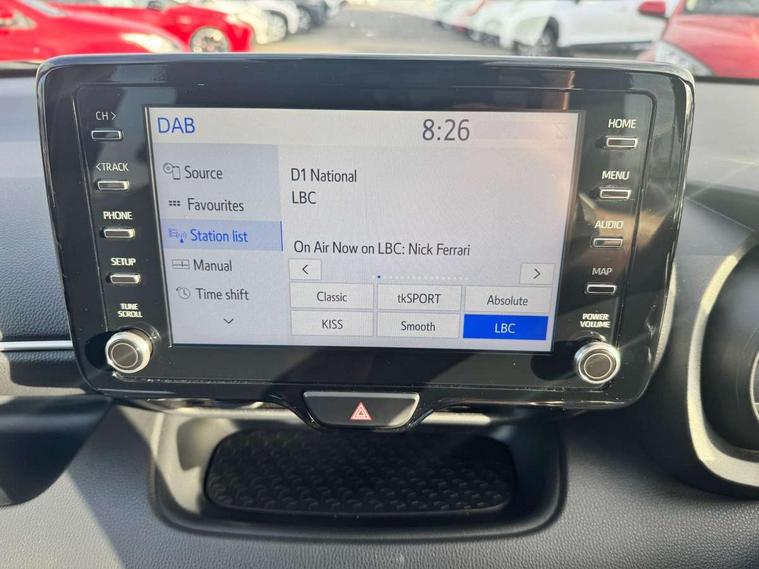 DAB
8:26
Source
Favourites
Station list
Manual
Time shift
D1 National
LBC
On Air Now on LBC: Nick Ferrari
<
>
Classic
tkSPORT
Absolute
KISS
Smooth
LBC
CH >
< TRACK
PHONE
SETUP
TUNE
SCROLL
HOME
MENU
AUDIO
MAP
POWER
VOLUME